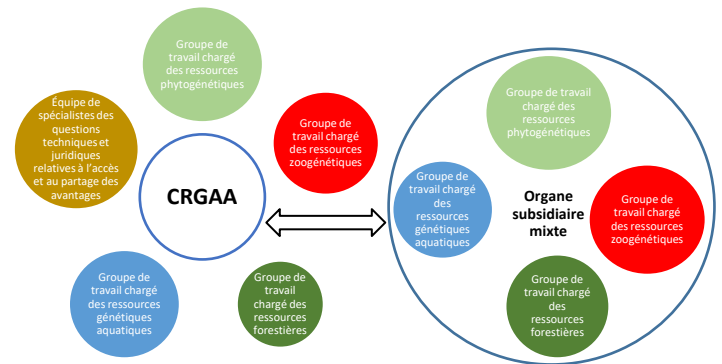 Groupe de
travail chargé
des ressources
phytogénétiques
Équipe de
spécialistes des
questions
techniques et
juridiques
relatives à l'accès
et au partage des
avantages
Groupe de
travail chargé
des ressources
zoogénétiques
CRGAA
Groupe de
travail chargé
des ressources
génétiques
aquatiques
Groupe de
travail
chargé des
ressources
forestières
Groupe de
travail chargé
des ressources
phytogénétiques
Groupe de
travail chargé
des
ressources
génétiques
aquatiques
Organe
subsidiaire
mixte
Groupe de
travail chargé
des ressources
zoogénétiques
Groupe de
travail chargé
des
ressources
forestières